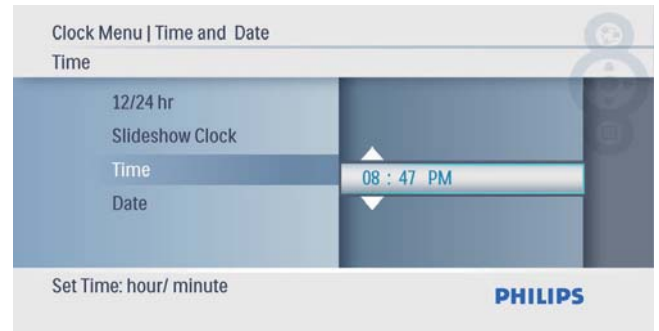 Clock Menu | Time and Date
Time
12/24 hr
Slideshow Clock
Time
08 : 47 PM
Date
Set Time: hour/ minute
PHILIPS